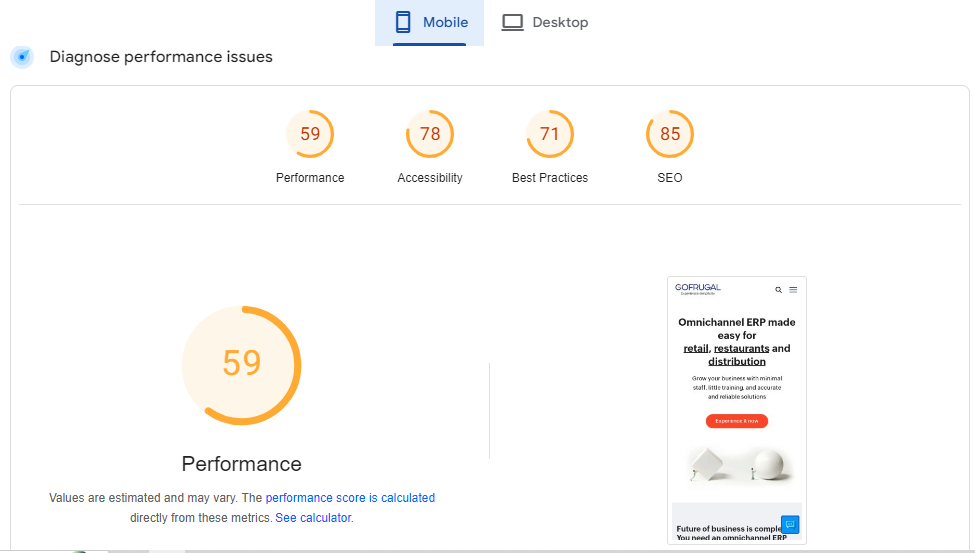 Mobile
Desktop
Diagnose performance issues
59
78
71
85
Performance
Accessibility
Best Practices
SEO
59
Performance
Values are estimated and may vary. The performance score is calculated
directly from these metrics. See calculator.
GOFRUGAL
Omnichannel ERP made
easy for
retail, restaurants and
distribution
Grow your business with minimal
staff, little training, and accurate
and reliable solutions
Experience it now
Future of business is comple
You need an omnichannel ERP